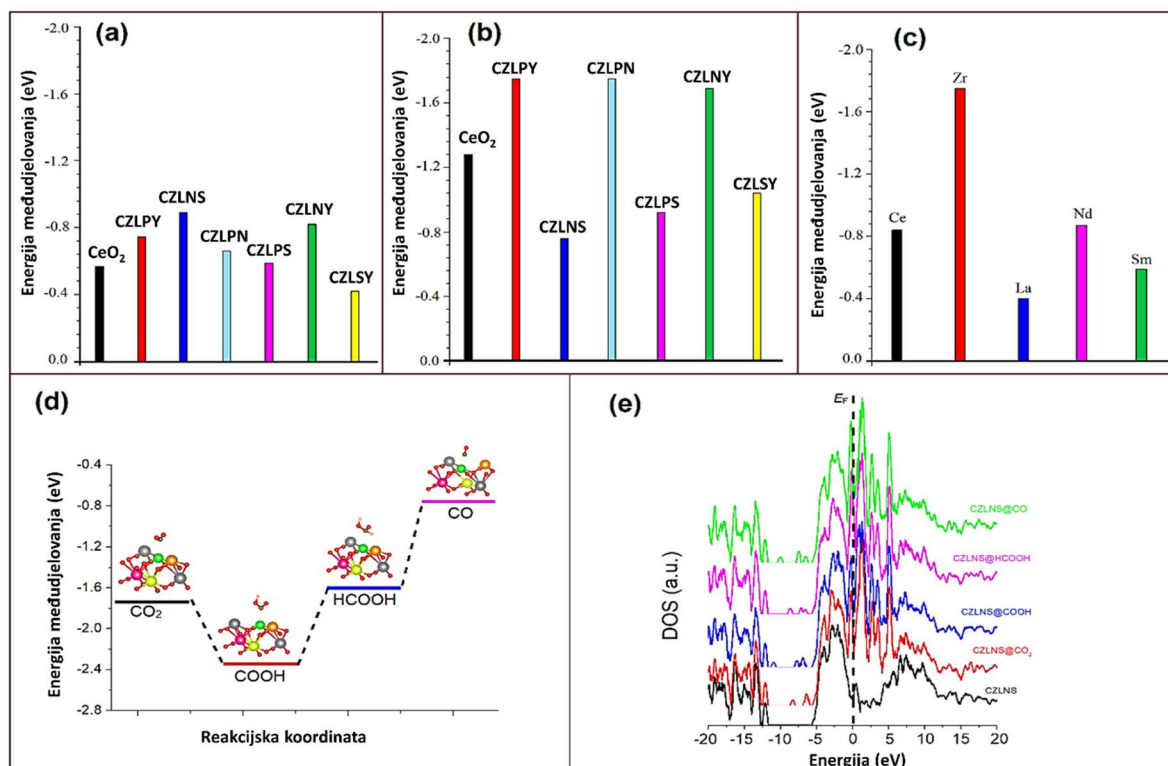 (a)
Energija međudjelovanja (eV)
-2.0
-1.6
-1.2
-0.8
-0.4
0.0
CeO₂
CZLPY
CZLNS
CZLPN
CZLPS
CZLNY
CZLSY
(b)
Energija međudjelovanja (eV)
-2.0
-1.6
-1.2
-0.8
-0.4
0.0
CeO₂
CZLPY
CZLNS
CZLPN
CZLPS
CZLNY
CZLSY
(c)
Energija međudjelovanja (eV)
-2.0
-1.6
-1.2
-0.8
-0.4
0.0
Ce
Zr
La
Nd
Sm
(d)
Energija međudjelovanja (eV)
-0.4
-0.8
-1.2
-1.6
-2.0
-2.4
-2.8
CO₂
COOH
HCOOH
CO
Reakcijska koordinata
(e)
E_F
DOS (a.u.)
CZLNS@CO
CZLNS@HCOOH
CZLNS@COOH
CZLNS@CO₂
CZLNS
-20 -15 -10 -5 0 5 10 15 20
Energija (eV)